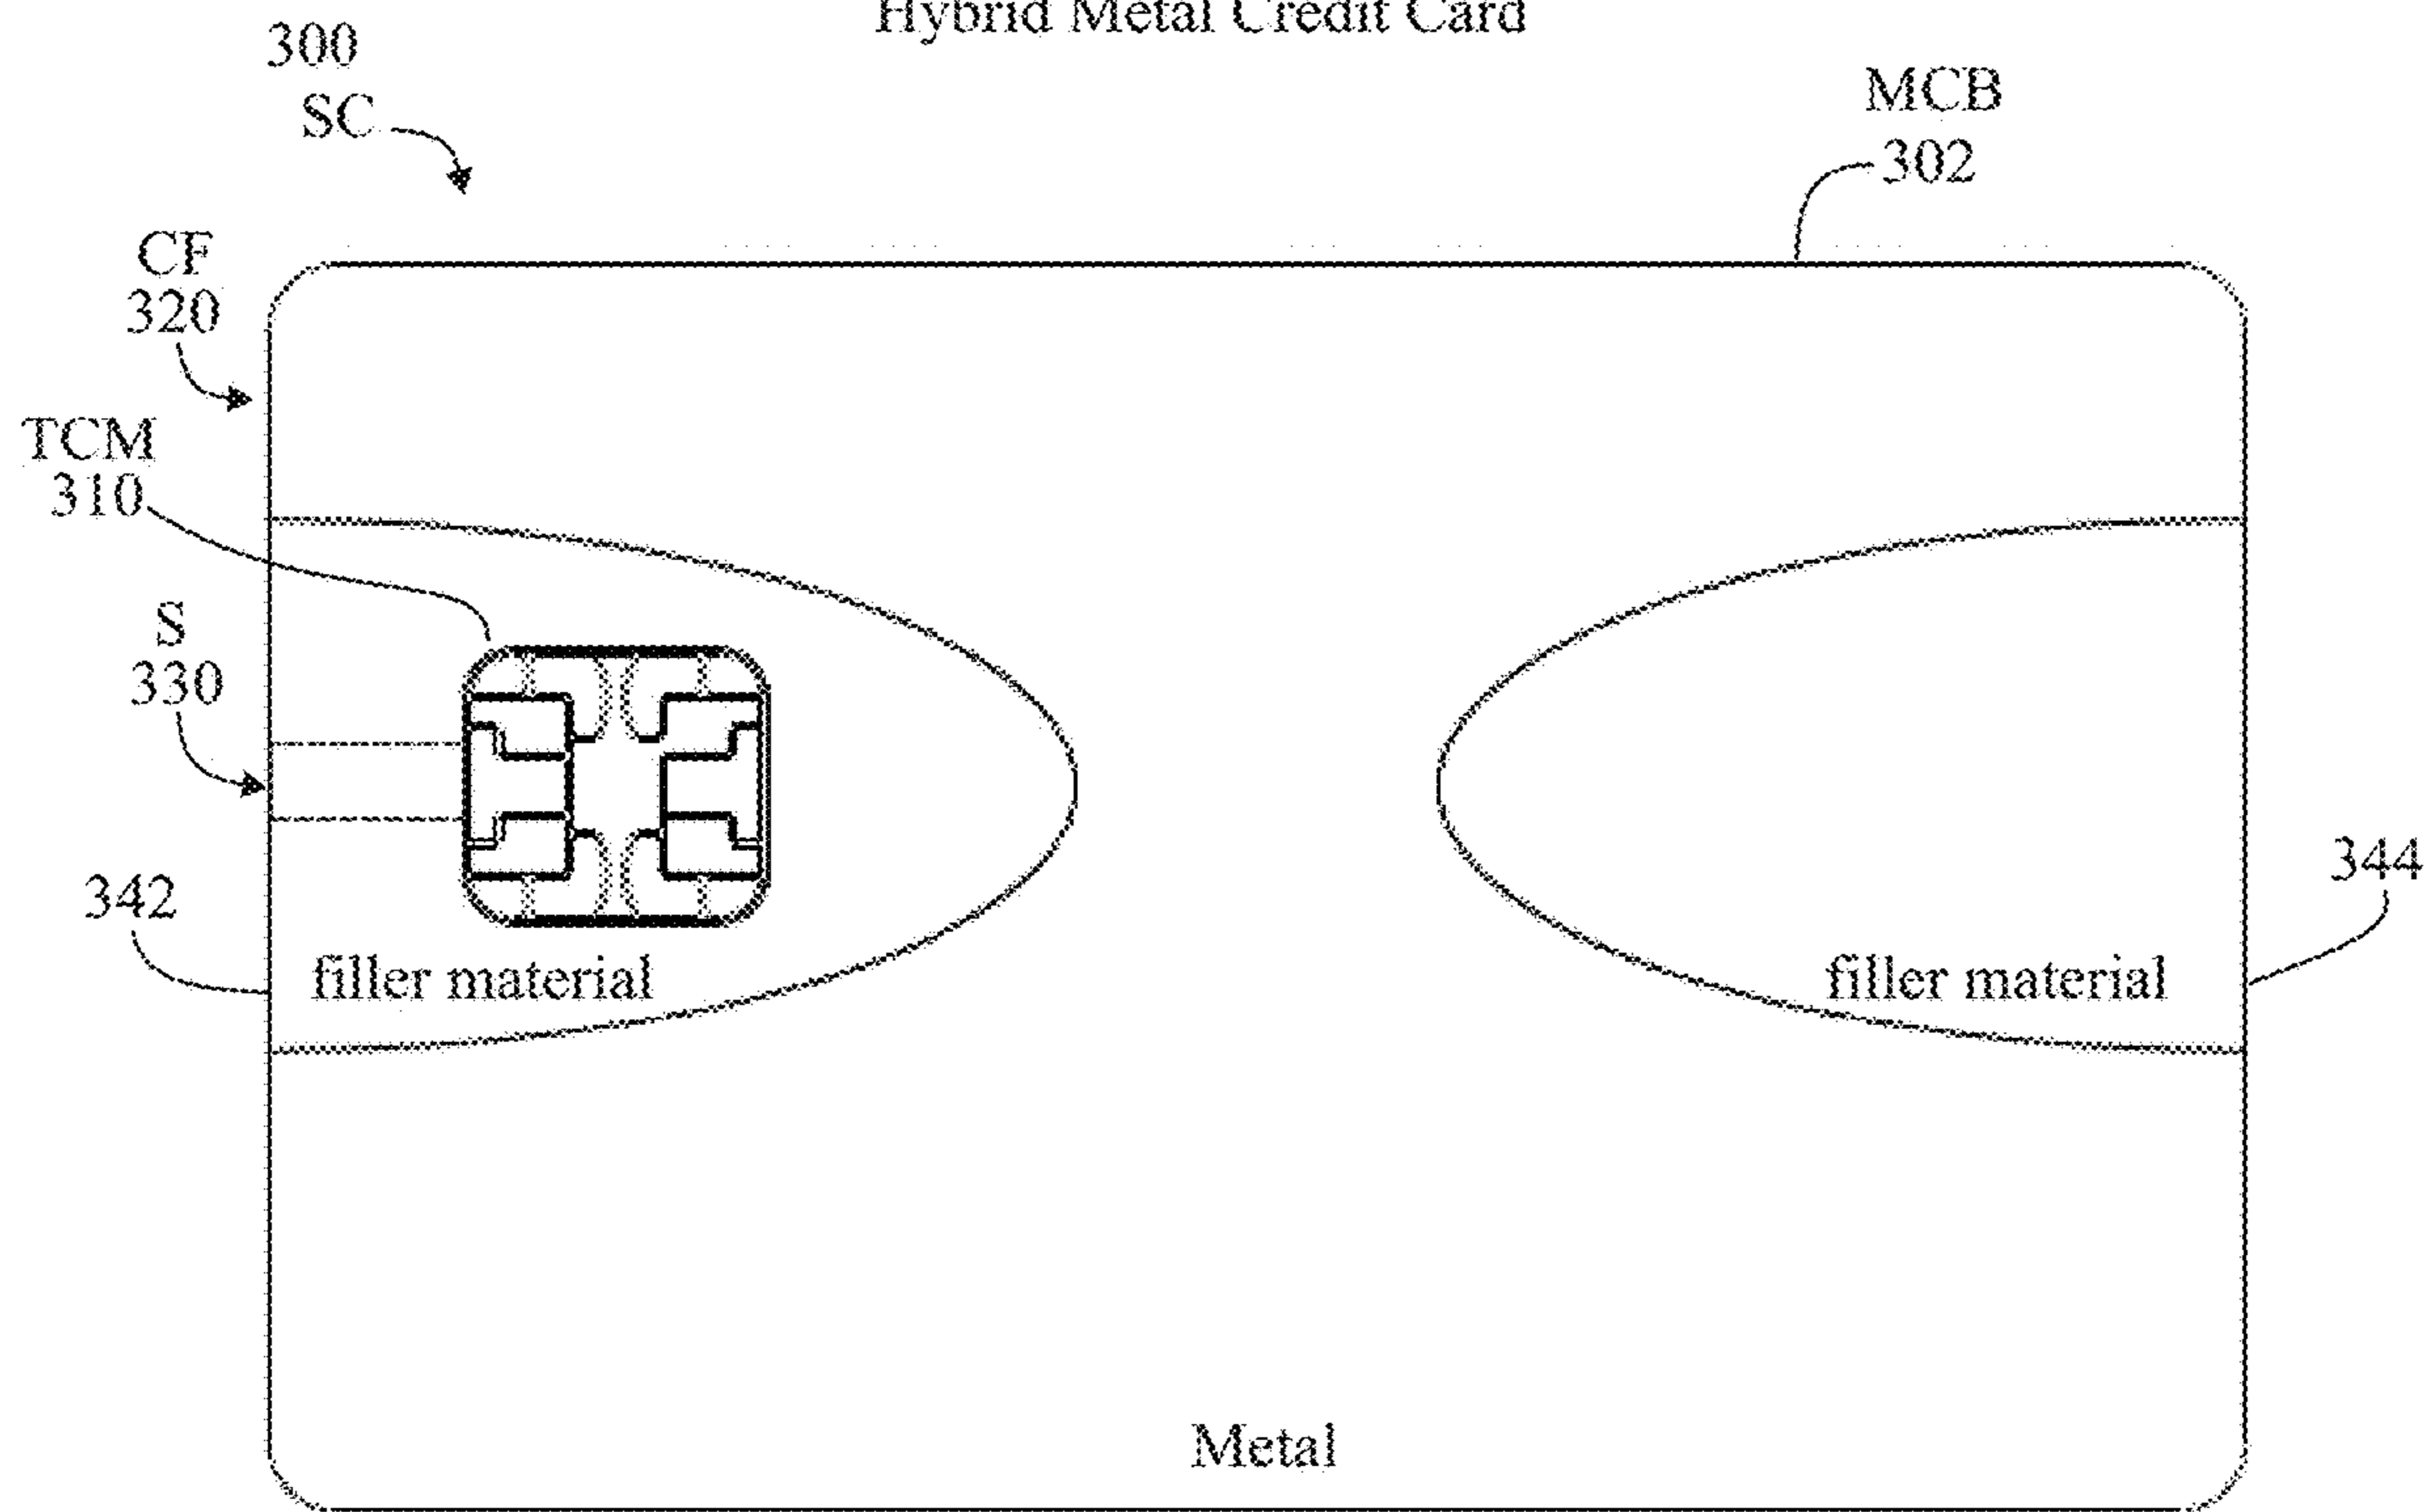 Hybrid Metal Credit Card
300
SC
MCB
302
CF
320
TCM
310
S
330
342
344
filler material
filler material
Metal